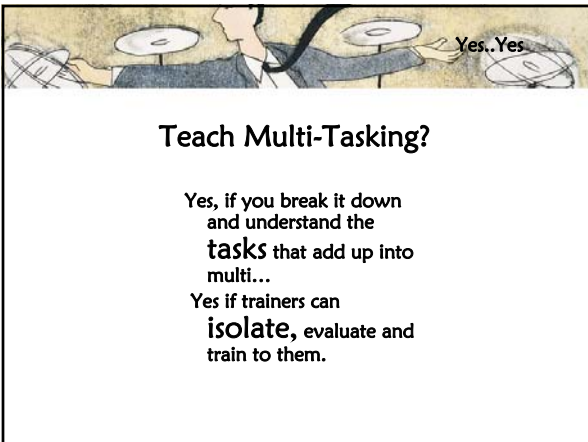 Yes..Yes
Teach Multi-Tasking?
Yes, if you break it down
and understand the
tasks that add up into
multi...
Yes if trainers can
isolate, evaluate and
train to them.